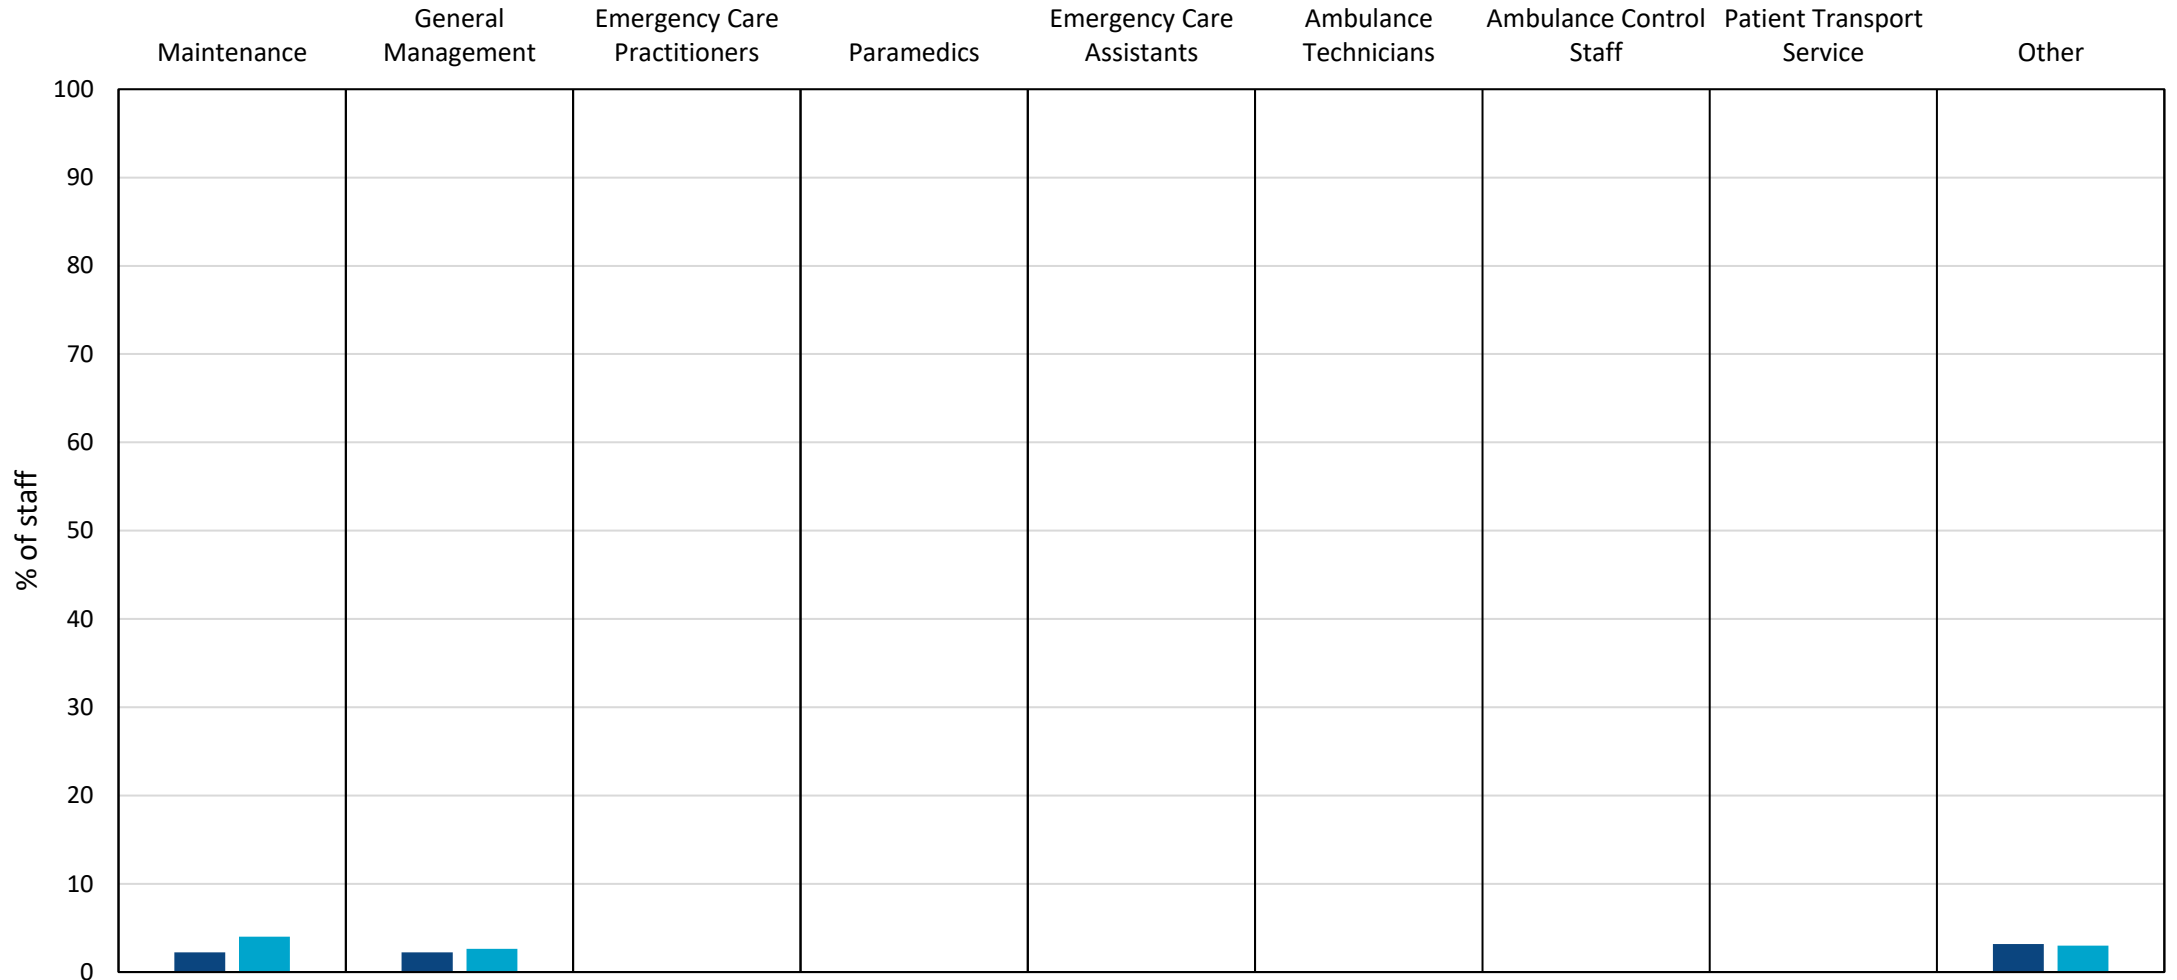 Maintenance
General
Management
Emergency Care
Practitioners
Paramedics
Emergency Care
Assistants
Ambulance
Technicians
Ambulance Control
Staff
Patient Transport
Service
Other
100
90
80
70
60
50
40
30
20
10
0
% of staff